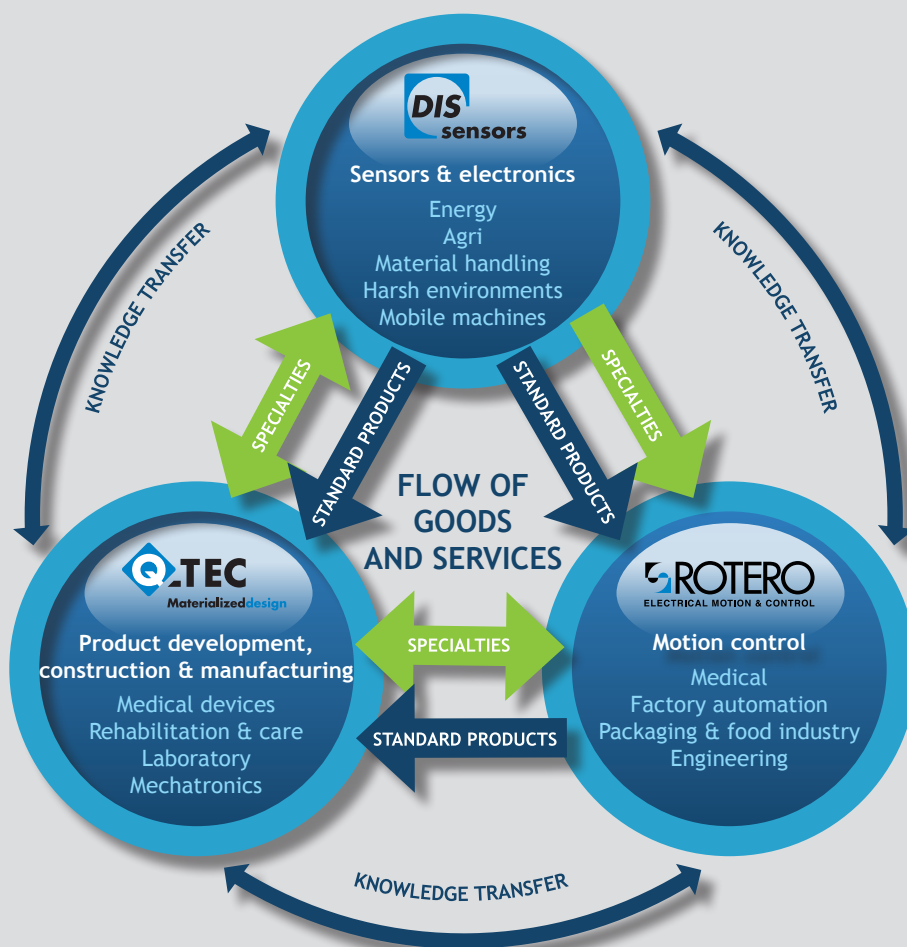 DIS
sensors
Sensors & electronics
Energy
Agri
Material handling
Harsh environments
Mobile machines
KNOWLEDGE TRANSFER
KNOWLEDGE TRANSFER
SPECIALTIES
STANDARD PRODUCTS
STANDARD PRODUCTS
SPECIALTIES
FLOW OF
GOODS
AND SERVICES
QTEC
Materializeddesign
Product development,
construction & manufacturing
Medical devices
Rehabilitation & care
Laboratory
Mechatronics
SPECIALTIES
STANDARD PRODUCTS
ROTERO
ELECTRICAL MOTION & CONTROL
Motion control
Medical
Factory automation
Packaging & food industry
Engineering
KNOWLEDGE TRANSFER